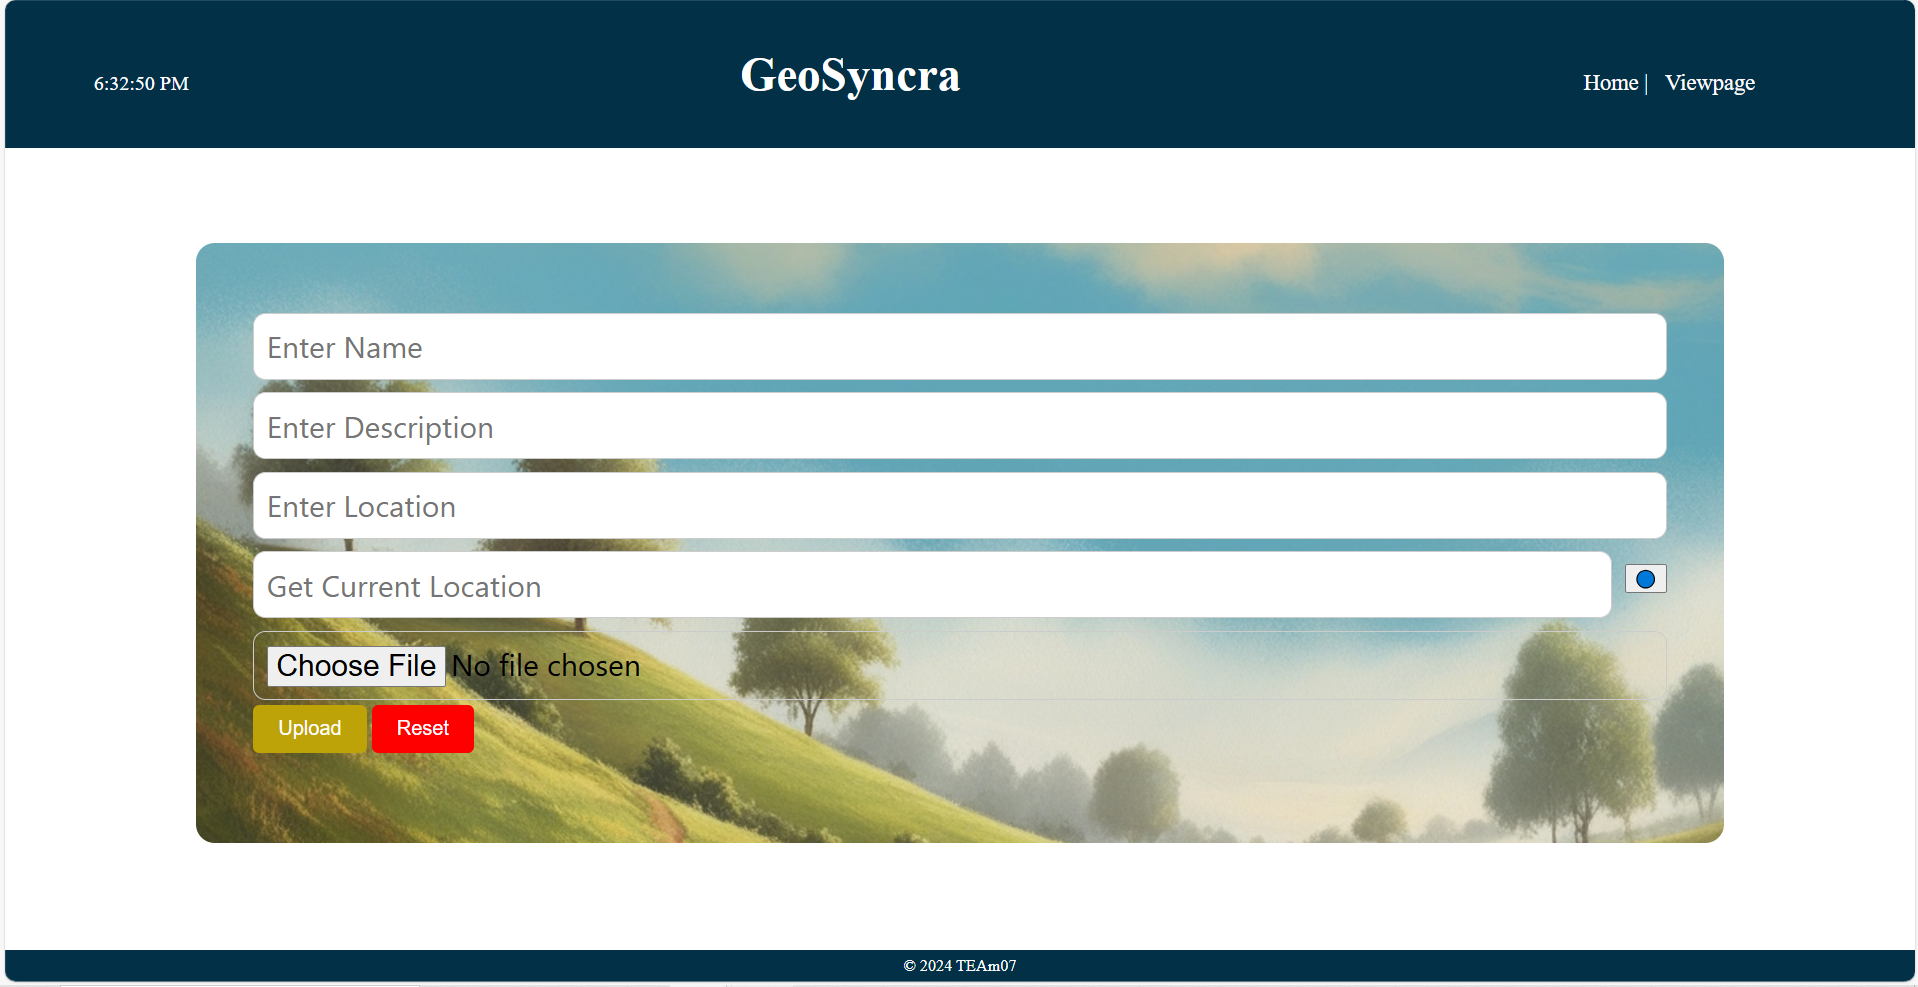 6:32:50 PM
GeoSyncra
Home | Viewpage
Enter Name
Enter Description
Enter Location
Get Current Location
Choose File No file chosen
Upload Reset
© 2024 TEAm07